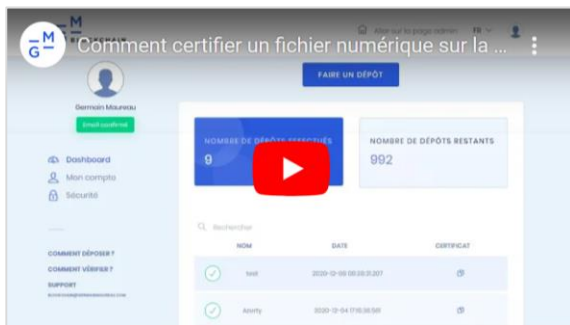 M
G
Comment certifier un fichier numérique sur la ...
Aller sur la page admin
FR
FAIRE UN DÉPÔT
Germain Maureau
Email confirmé
Dashboard
Mon compte
Sécurité
NOMBRE DE DÉPÔTS EFFECTUÉS
9
NOMBRE DE DÉPÔTS RESTANTS
992
Rechercher
NOM DATE CERTIFICAT
COMMENT DÉPOSER ?
COMMENT VÉRIFIER ?
SUPPORT
test